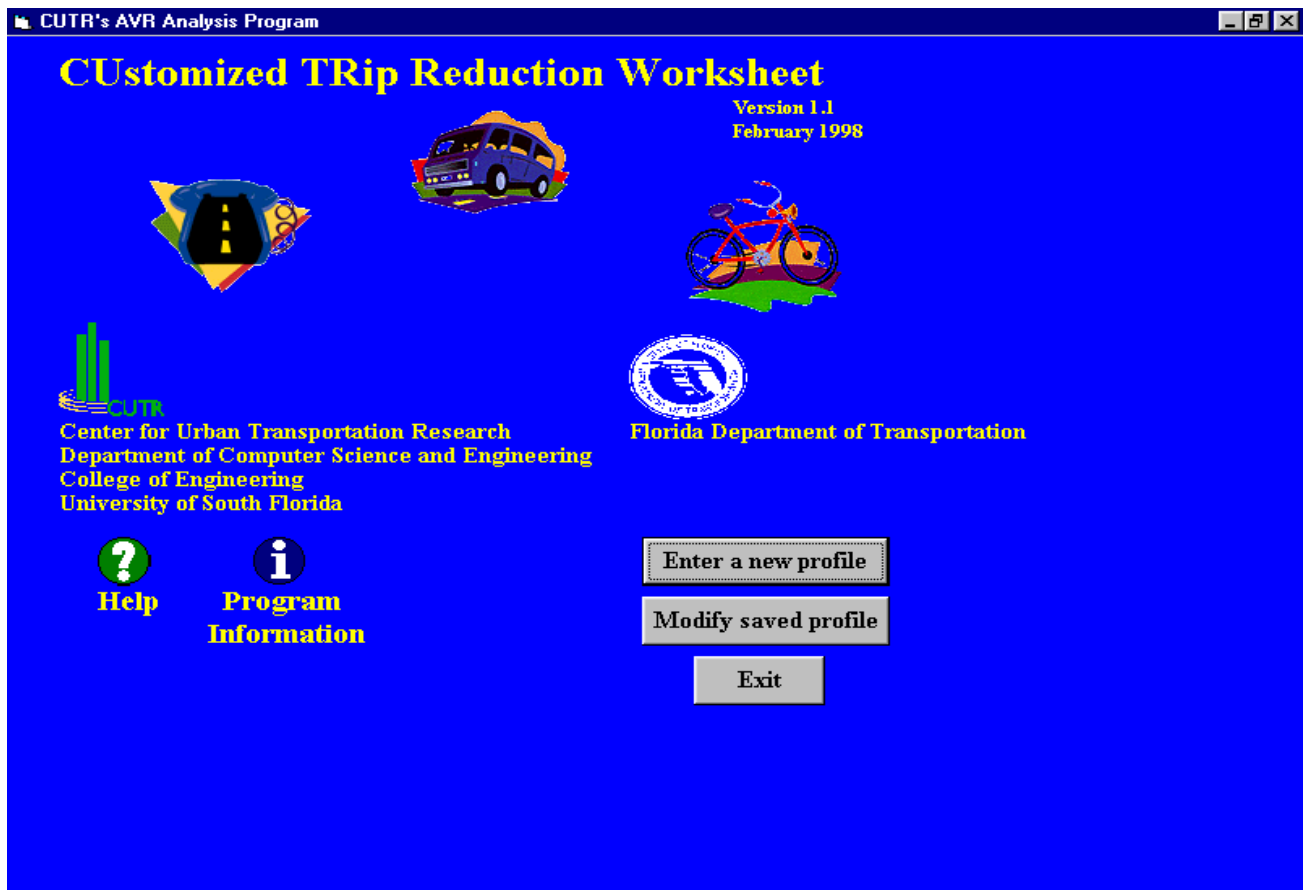 CUTR's AVR Analysis Program
CUstomized TRip Reduction Worksheet
Version 1.1
February 1998
CUTR
Center for Urban Transportation Research
Department of Computer Science and Engineering
College of Engineering
University of South Florida
Florida Department of Transportation
Help
Program
Information
Enter a new profile
Modify saved profile
Exit